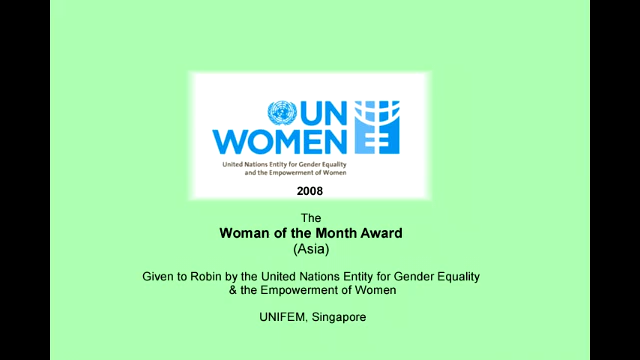 UN
WOMEN
United Nations Entity for Gender Equality
and the Empowerment of Women
2008
The
Woman of the Month Award
(Asia)
Given to Robin by the United Nations Entity for Gender Equality
& the Empowerment of Women
UNIFEM, Singapore